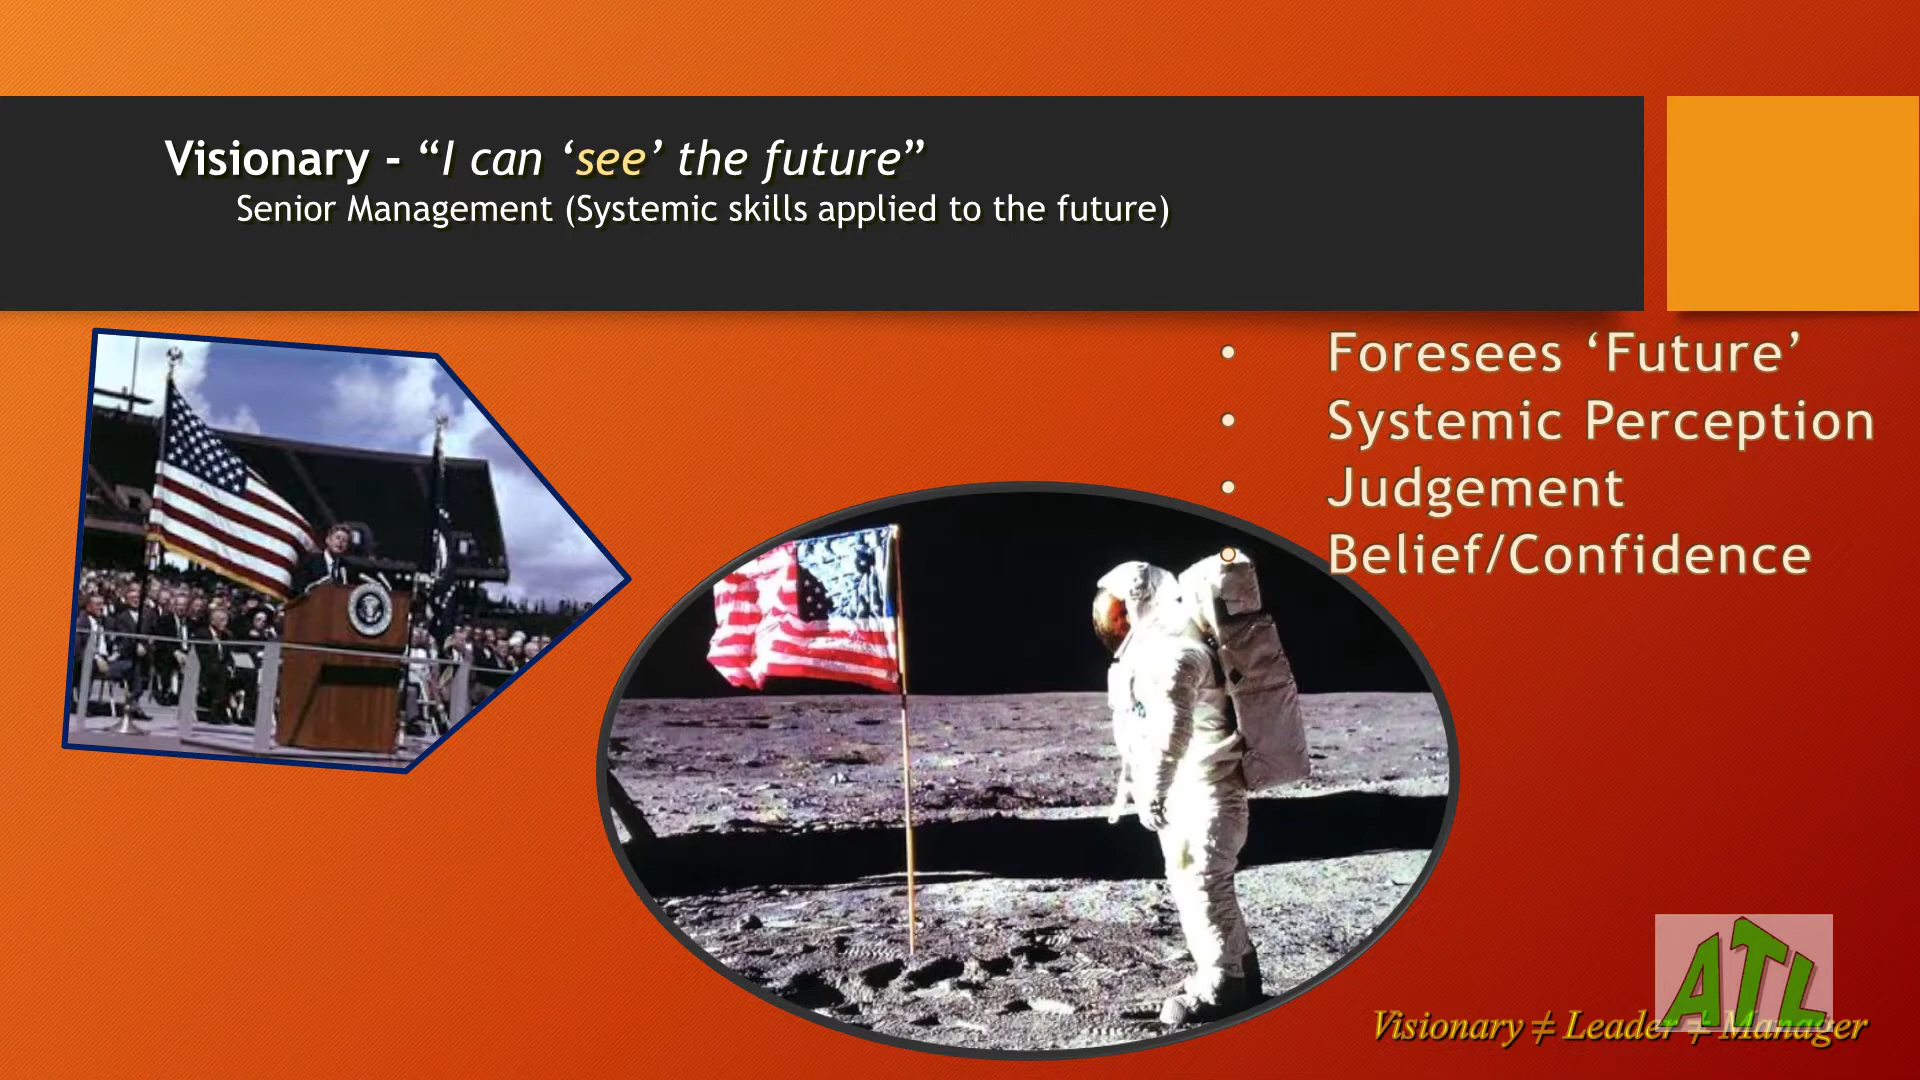 Visionary - “I can ‘see’ the future”
Senior Management (Systemic skills applied to the future)
• Foresees ‘Future’
• Systemic Perception
• Judgement
• Belief/Confidence
ATL
Visionary ≠ Leader ≠ Manager